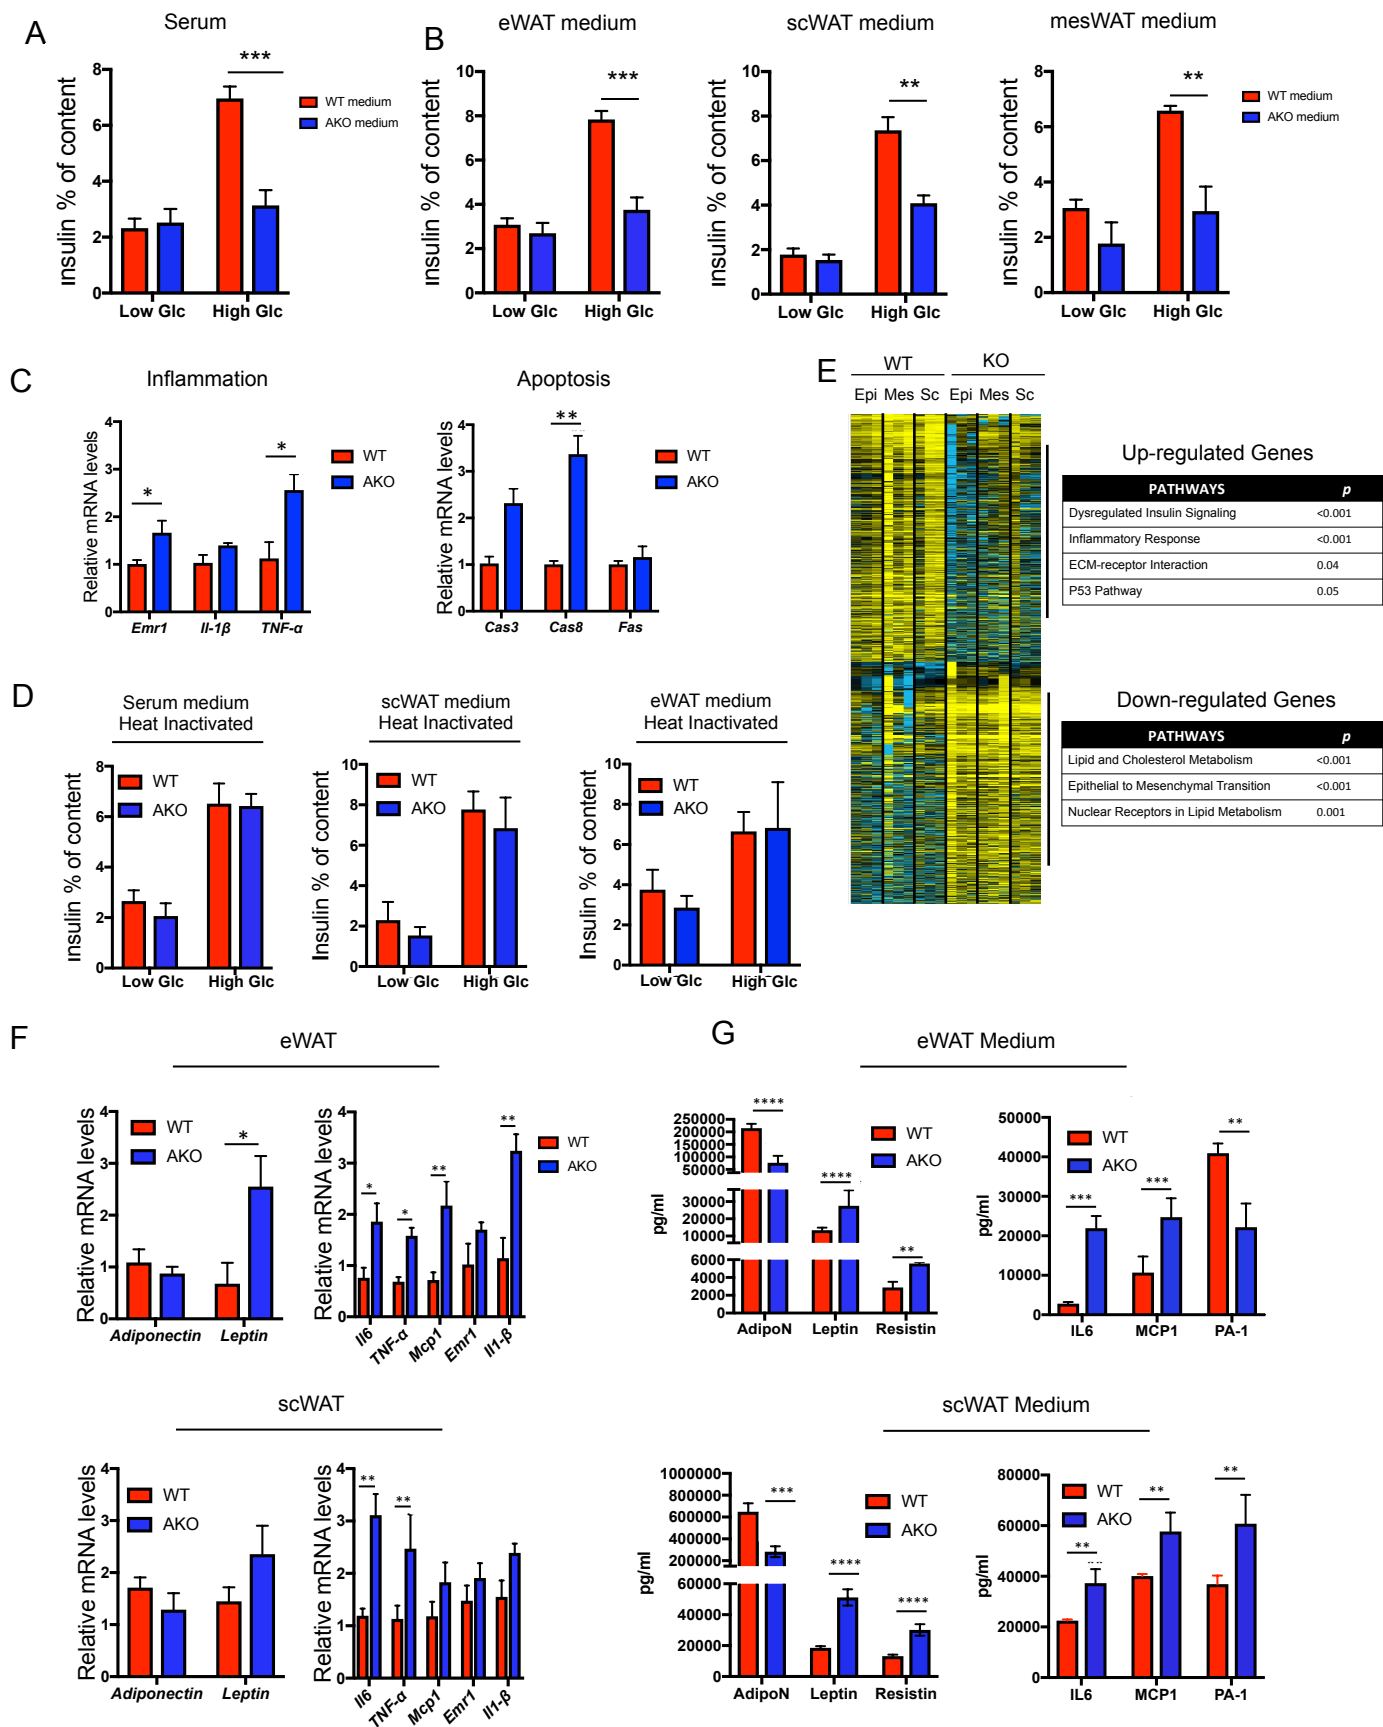 A
Serum
insulin % of content
8
6
4
2
0
***
Low Glc High Glc
WT medium
AKO medium
B
eWAT medium
insulin % of content
10
8
6
4
2
0
***
Low Glc High Glc
scWAT medium
insulin % of content
10
8
6
4
2
0
**
Low Glc High Glc
mesWAT medium
insulin % of content
8
6
4
2
0
**
Low Glc High Glc
WT medium
AKO medium
C
Inflammation
Relative mRNA levels
4
3
2
1
0
*
*
Emr1 Il-1β TNF-α
WT
AKO
Apoptosis
Relative mRNA levels
4
3
2
1
0
**
Cas3 Cas8 Fas
WT
AKO
D
Serum medium
Heat Inactivated
insulin % of content
8
6
4
2
0
WT
AKO
Low Glc High Glc
scWAT medium
Heat Inactivated
insulin % of content
10
8
6
4
2
0
WT
AKO
Low Glc High Glc
eWAT medium
Heat Inactivated
Insulin % of content
10
8
6
4
2
0
WT
AKO
Low Glc High Glc
E
WT KO
Epi Mes Sc Epi Mes Sc
Up-regulated Genes
PATHWAYS p
Dysregulated Insulin Signaling <0.001
Inflammatory Response <0.001
ECM-receptor Interaction 0.04
P53 Pathway 0.05
Down-regulated Genes
PATHWAYS p
Lipid and Cholesterol Metabolism <0.001
Epithelial to Mesenchymal Transition <0.001
Nuclear Receptors in Lipid Metabolism 0.001
F
eWAT
Relative mRNA levels
4
3
2
1
0
WT
AKO
*
Adiponectin Leptin
Relative mRNA levels
4
3
2
1
0
*
*
**
**
Il6 TNF-α Mcp1 Emr1 Il1-β
WT
AKO
scWAT
Relative mRNA levels
4
3
2
1
0
WT
AKO
Adiponectin Leptin
Relative mRNA levels
4
3
2
1
0
**
**
Il6 TNF-α Mcp1 Emr1 Il1-β
WT
AKO
G
eWAT Medium
pg/ml
250000
200000
150000
100000
50000
30000
20000
10000
6000
4000
2000
0
****
****
**
AdipoN Leptin Resistin
WT
AKO
pg/ml
50000
40000
30000
20000
10000
0
***
***
**
IL6 MCP1 PA-1
WT
AKO
scWAT Medium
pg/ml
1000000
800000
600000
400000
200000
60000
40000
20000
0
***
****
****
AdipoN Leptin Resistin
WT
AKO
pg/ml
80000
60000
40000
20000
0
**
**
**
IL6 MCP1 PA-1
WT
AKO